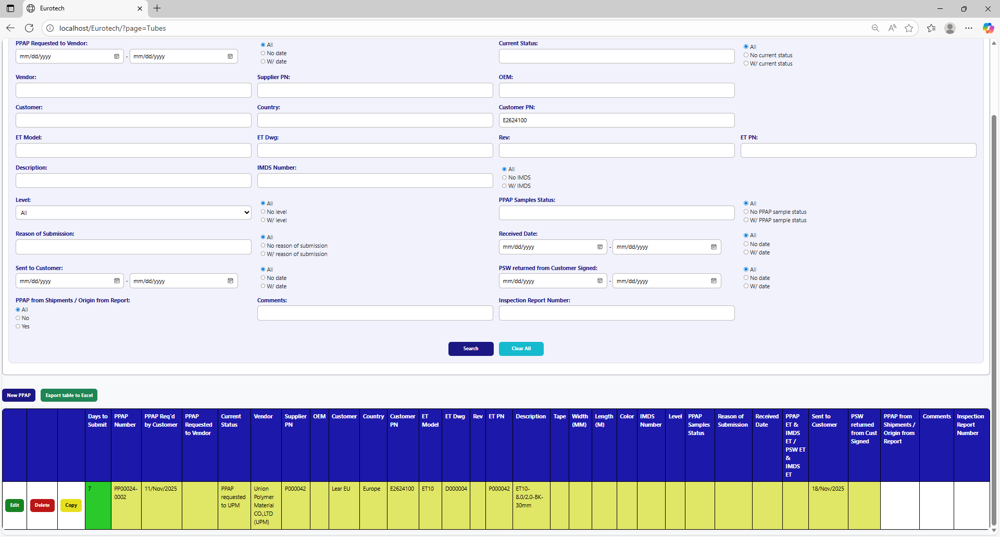 Eurotech
localhost/Eurotech/?page=Tubes
PPAP Requested to Vendor:
mm/dd/yyyy - mm/dd/yyyy
All
No date
W/ date
Current Status:
All
No current status
W/ current status
Vendor:
Supplier PN:
OEM:
Customer:
Country:
Customer PN:
E2624100
ET Model:
ET Dwg:
Rev:
ET PN:
Description:
IMDS Number:
All
No IMDS
W/ IMDS
Level:
All
All
No level
W/ level
PPAP Samples Status:
All
No PPAP sample status
W/ PPAP sample status
Reason of Submission:
All
No reason of submission
W/ reason of submission
Received Date:
mm/dd/yyyy - mm/dd/yyyy
All
No date
W/ date
Sent to Customer:
mm/dd/yyyy - mm/dd/yyyy
All
No date
W/ date
PSW returned from Customer Signed:
mm/dd/yyyy - mm/dd/yyyy
All
No date
W/ date
PPAP from Shipments / Origin from Report:
All
No
Yes
Comments:
Inspection Report Number:
Search
Clear All
New PPAP
Export table to Excel
Days to
Submit
PPAP
Number
PPAP Req'd
by Customer
PPAP
Requested
to Vendor
Current
Status
Vendor
Supplier
PN
OEM
Customer
Country
Customer
PN
ET
Model
ET Dwg
Rev
ET PN
Description
Tape
Width
(MM)
Length
(M)
Color
IMDS
Number
Level
PPAP
Samples
Status
Reason of
Submission
Received
Date
PPAP
ET &
IMDS
ET /
PSW ET
&
IMDS
ET
Sent to
Customer
PSW
returned
from Cust
Signed
PPAP from
Shipments /
Origin from
Report
Comments
Inspection
Report
Number
Edit
Delete
Copy
7
PP00024-
0002
11/Nov/2025
PPAP
requested
to UPM
Union
Polymer
Material
CO.,LTD
(UPM)
P000042
Lear EU
Europe
E2624100
ET10
D000004
P000042
ET10-
8.0/2.0-BK-
30mm
18/Nov/2025